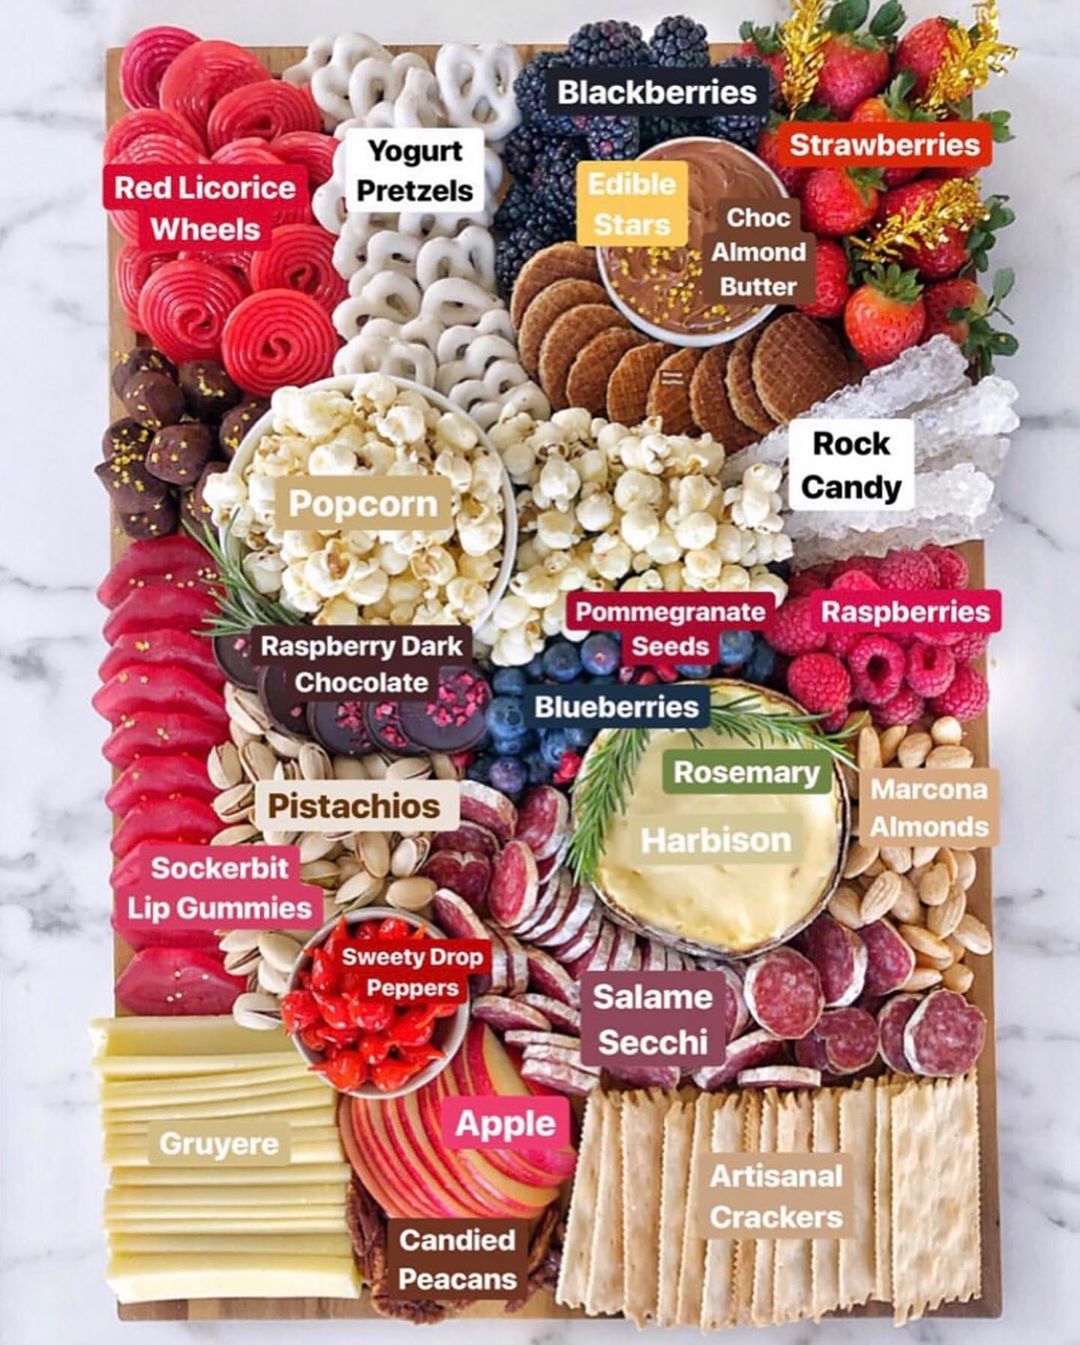 Blackberries
Strawberries
Yogurt
Pretzels
Red Licorice
Wheels
Edible
Stars
Choc
Almond
Butter
Rock
Candy
Popcorn
Pommegranate
Seeds
Raspberries
Raspberry Dark
Chocolate
Blueberries
Rosemary
Marcona
Almonds
Pistachios
Harbison
Sockerbit
Lip Gummies
Sweety Drop
Peppers
Salame
Secchi
Apple
Gruyere
Artisanal
Crackers
Candied
Peacans